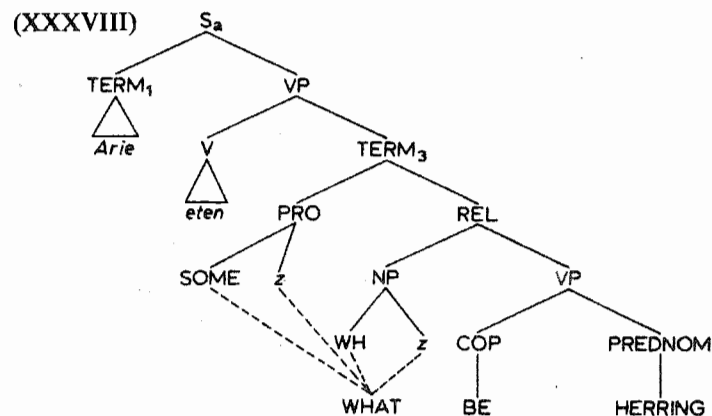 (XXXVIII) Sa
TERM1 VP
Arie V TERM3
eten PRO REL
SOME z NP VP
WH z COP PREDNOM
WHAT BE HERRING